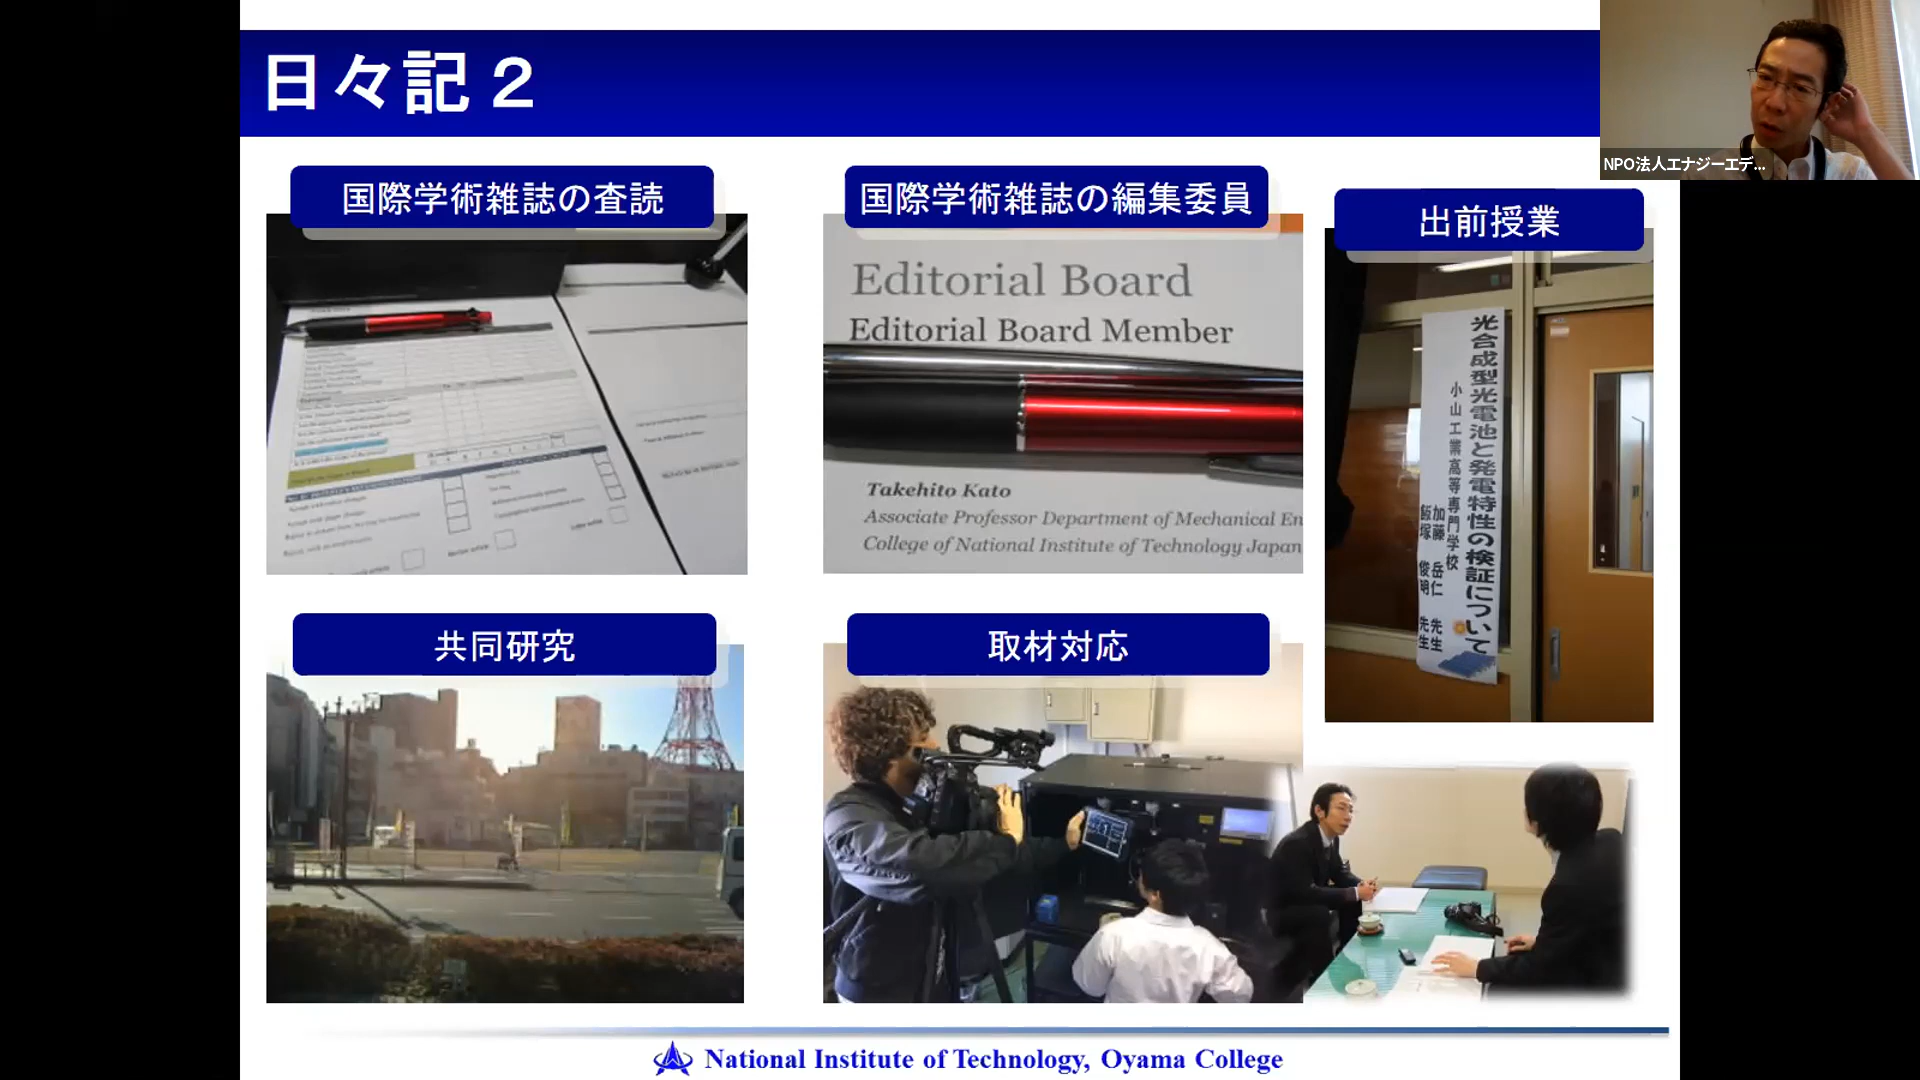 日々記２
NPO法人エナジーエデ...
国際学術雑誌の査読
国際学術雑誌の編集委員
出前授業
Editorial Board
Editorial Board Member
Takehito Kato
Associate Professor Department of Mechanical En
College of National Institute of Technology Japan
光合成型光電池と発電特性の検証について
小山工業高等専門学校
加藤 岳仁 先生
飯塚 俊明 先生
共同研究
取材対応
National Institute of Technology, Oyama College